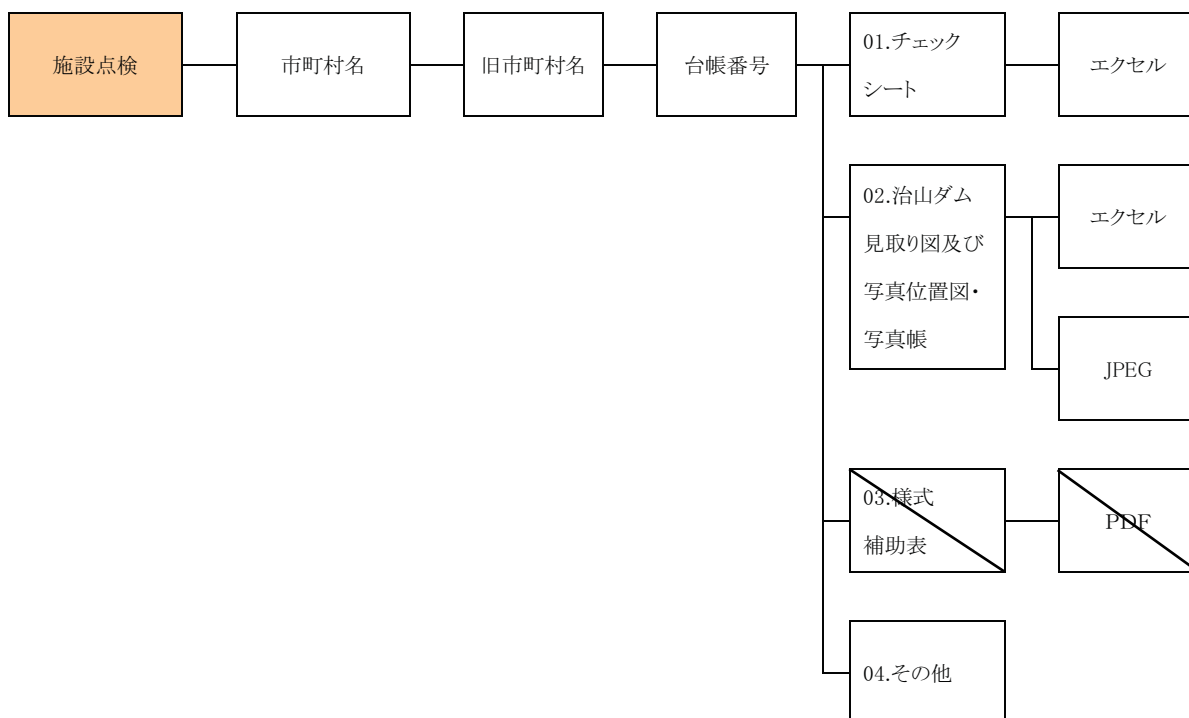 施設点検
市町村名
旧市町村名
台帳番号
01.チェック
シート
エクセル
02.治山ダム
見取り図及び
写真位置図・
写真帳
エクセル
JPEG
03.様式
補助表
PDF
04.その他